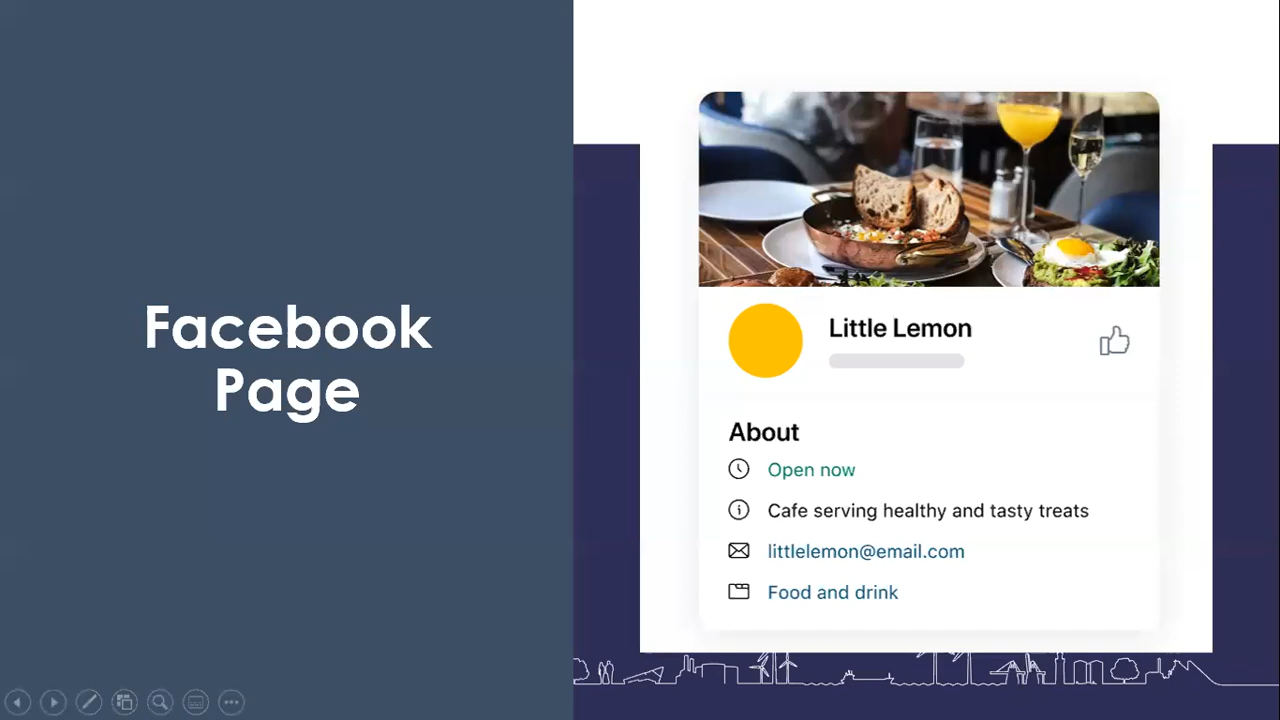 Facebook
Page
Little Lemon
About
Open now
Cafe serving healthy and tasty treats
littlelemon@email.com
Food and drink